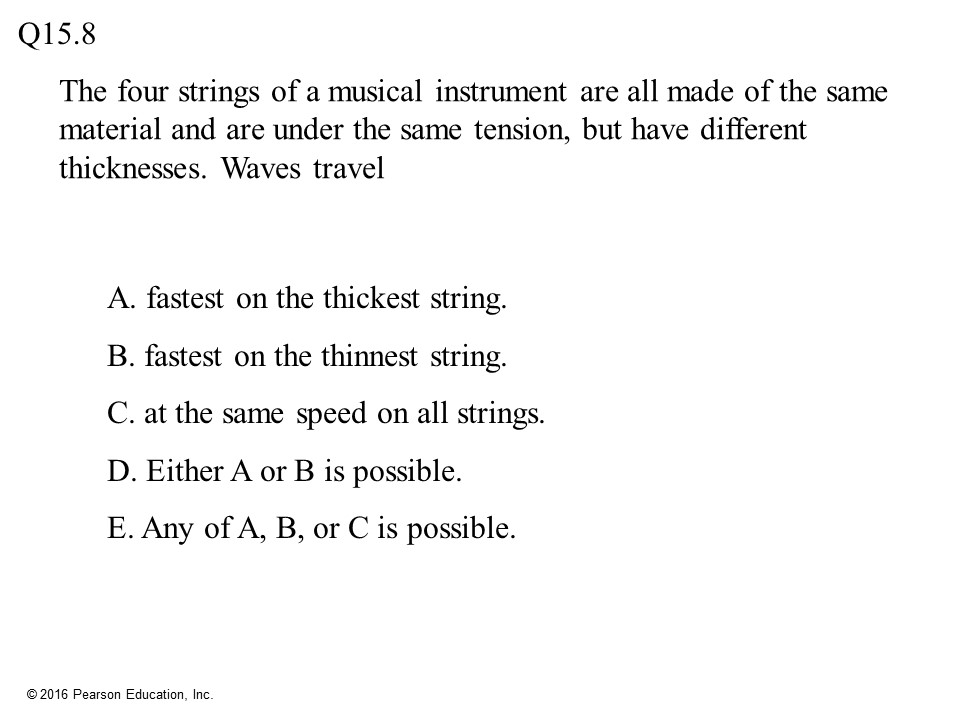 Q15.8
The four strings of a musical instrument are all made of the same
material and are under the same tension, but have different
thicknesses. Waves travel
A. fastest on the thickest string.
B. fastest on the thinnest string.
C. at the same speed on all strings.
D. Either A or B is possible.
E. Any of A, B, or C is possible.
© 2016 Pearson Education, Inc.